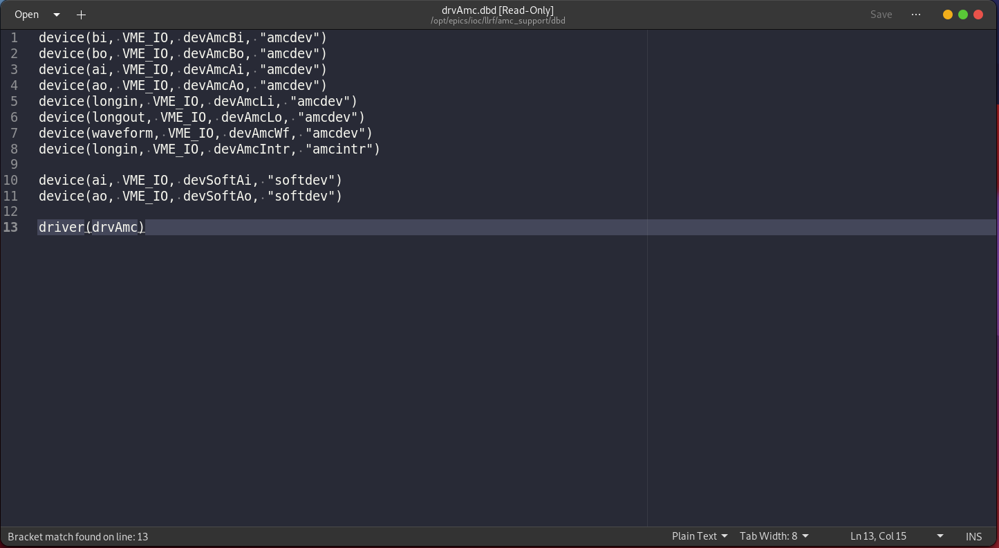 Open
drvAmc.dbd [Read-Only]
/opt/epics/ioc/llrf/amc_support/dbd
Save
1 device(bi, VME_IO, devAmcBi, "amcdev")
2 device(bo, VME_IO, devAmcBo, "amcdev")
3 device(ai, VME_IO, devAmcAi, "amcdev")
4 device(ao, VME_IO, devAmcAo, "amcdev")
5 device(longin, VME_IO, devAmcLi, "amcdev")
6 device(longout, VME_IO, devAmcLo, "amcdev")
7 device(waveform, VME_IO, devAmcWf, "amcdev")
8 device(longin, VME_IO, devAmcIntr, "amcintr")
9
10 device(ai, VME_IO, devSoftAi, "softdev")
11 device(ao, VME_IO, devSoftAo, "softdev")
12
13 driver(drvAmc)
Bracket match found on line: 13 Plain Text Tab Width: 8 Ln 13, Col 15 INS